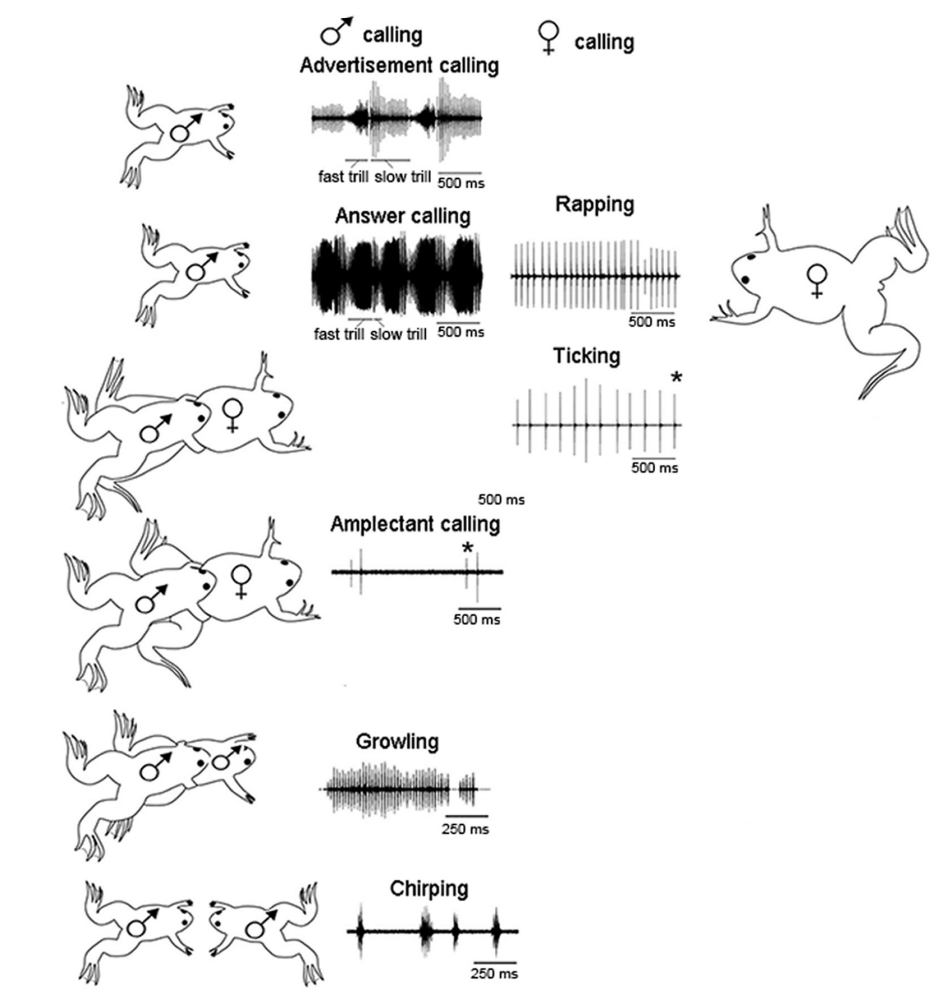 ♂ calling
♀ calling
Advertisement calling
♂
fast trill slow trill
500 ms
Answer calling
Rapping
♂
♀
fast trill slow trill
500 ms
500 ms
Ticking
*
♂ ♀
500 ms
500 ms
Amplectant calling
*
♂ ♀
500 ms
Growling
♂ ♂
250 ms
Chirping
♂ ♂
250 ms